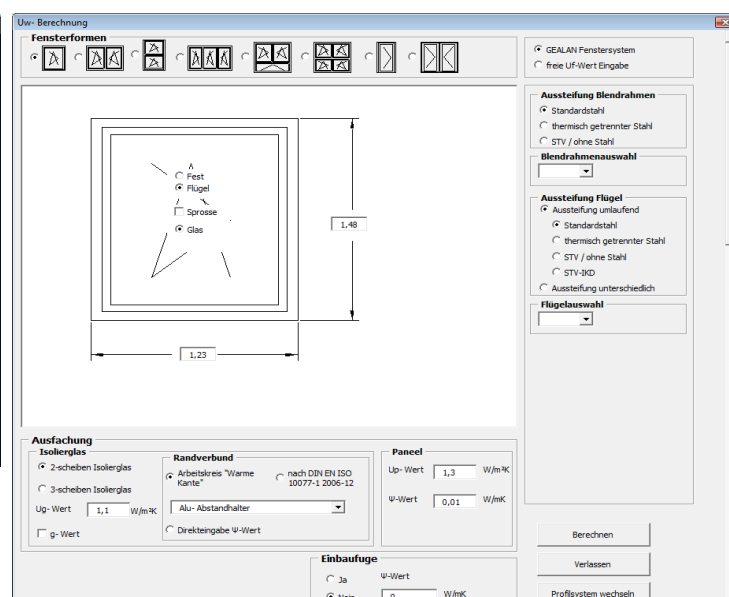 Uw- Berechnung
Fensterformen
GEALAN Fenstersystem
freie Uf-Wert Eingabe
Aussteifung Blendrahmen
Standardstahl
thermisch getrennter Stahl
STV / ohne Stahl
Blendrahmenauswahl
Aussteifung Flügel
Aussteifung umlaufend
Standardstahl
thermisch getrennter Stahl
STV / ohne Stahl
STV-IKD
Aussteifung unterschiedlich
Flügelauswahl
Fest
Flügel
Sprosse
Glas
1,48
1,23
Ausfachung
Isolierglas
2-scheiben Isolierglas
3-scheiben Isolierglas
Ug- Wert 1,1 W/m²K
g- Wert
Randverbund
Arbeitskreis "Warme
Kante"
nach DIN EN ISO
10077-1 2006-12
Alu- Abstandhalter
Direkteingabe Ψ-Wert
Paneel
Up- Wert 1,3 W/m²K
Ψ-Wert 0,01 W/mK
Einbaufuge
Ja
Ψ-Wert
Nein 0 W/mK
Berechnen
Verlassen
Profilsystem wechseln